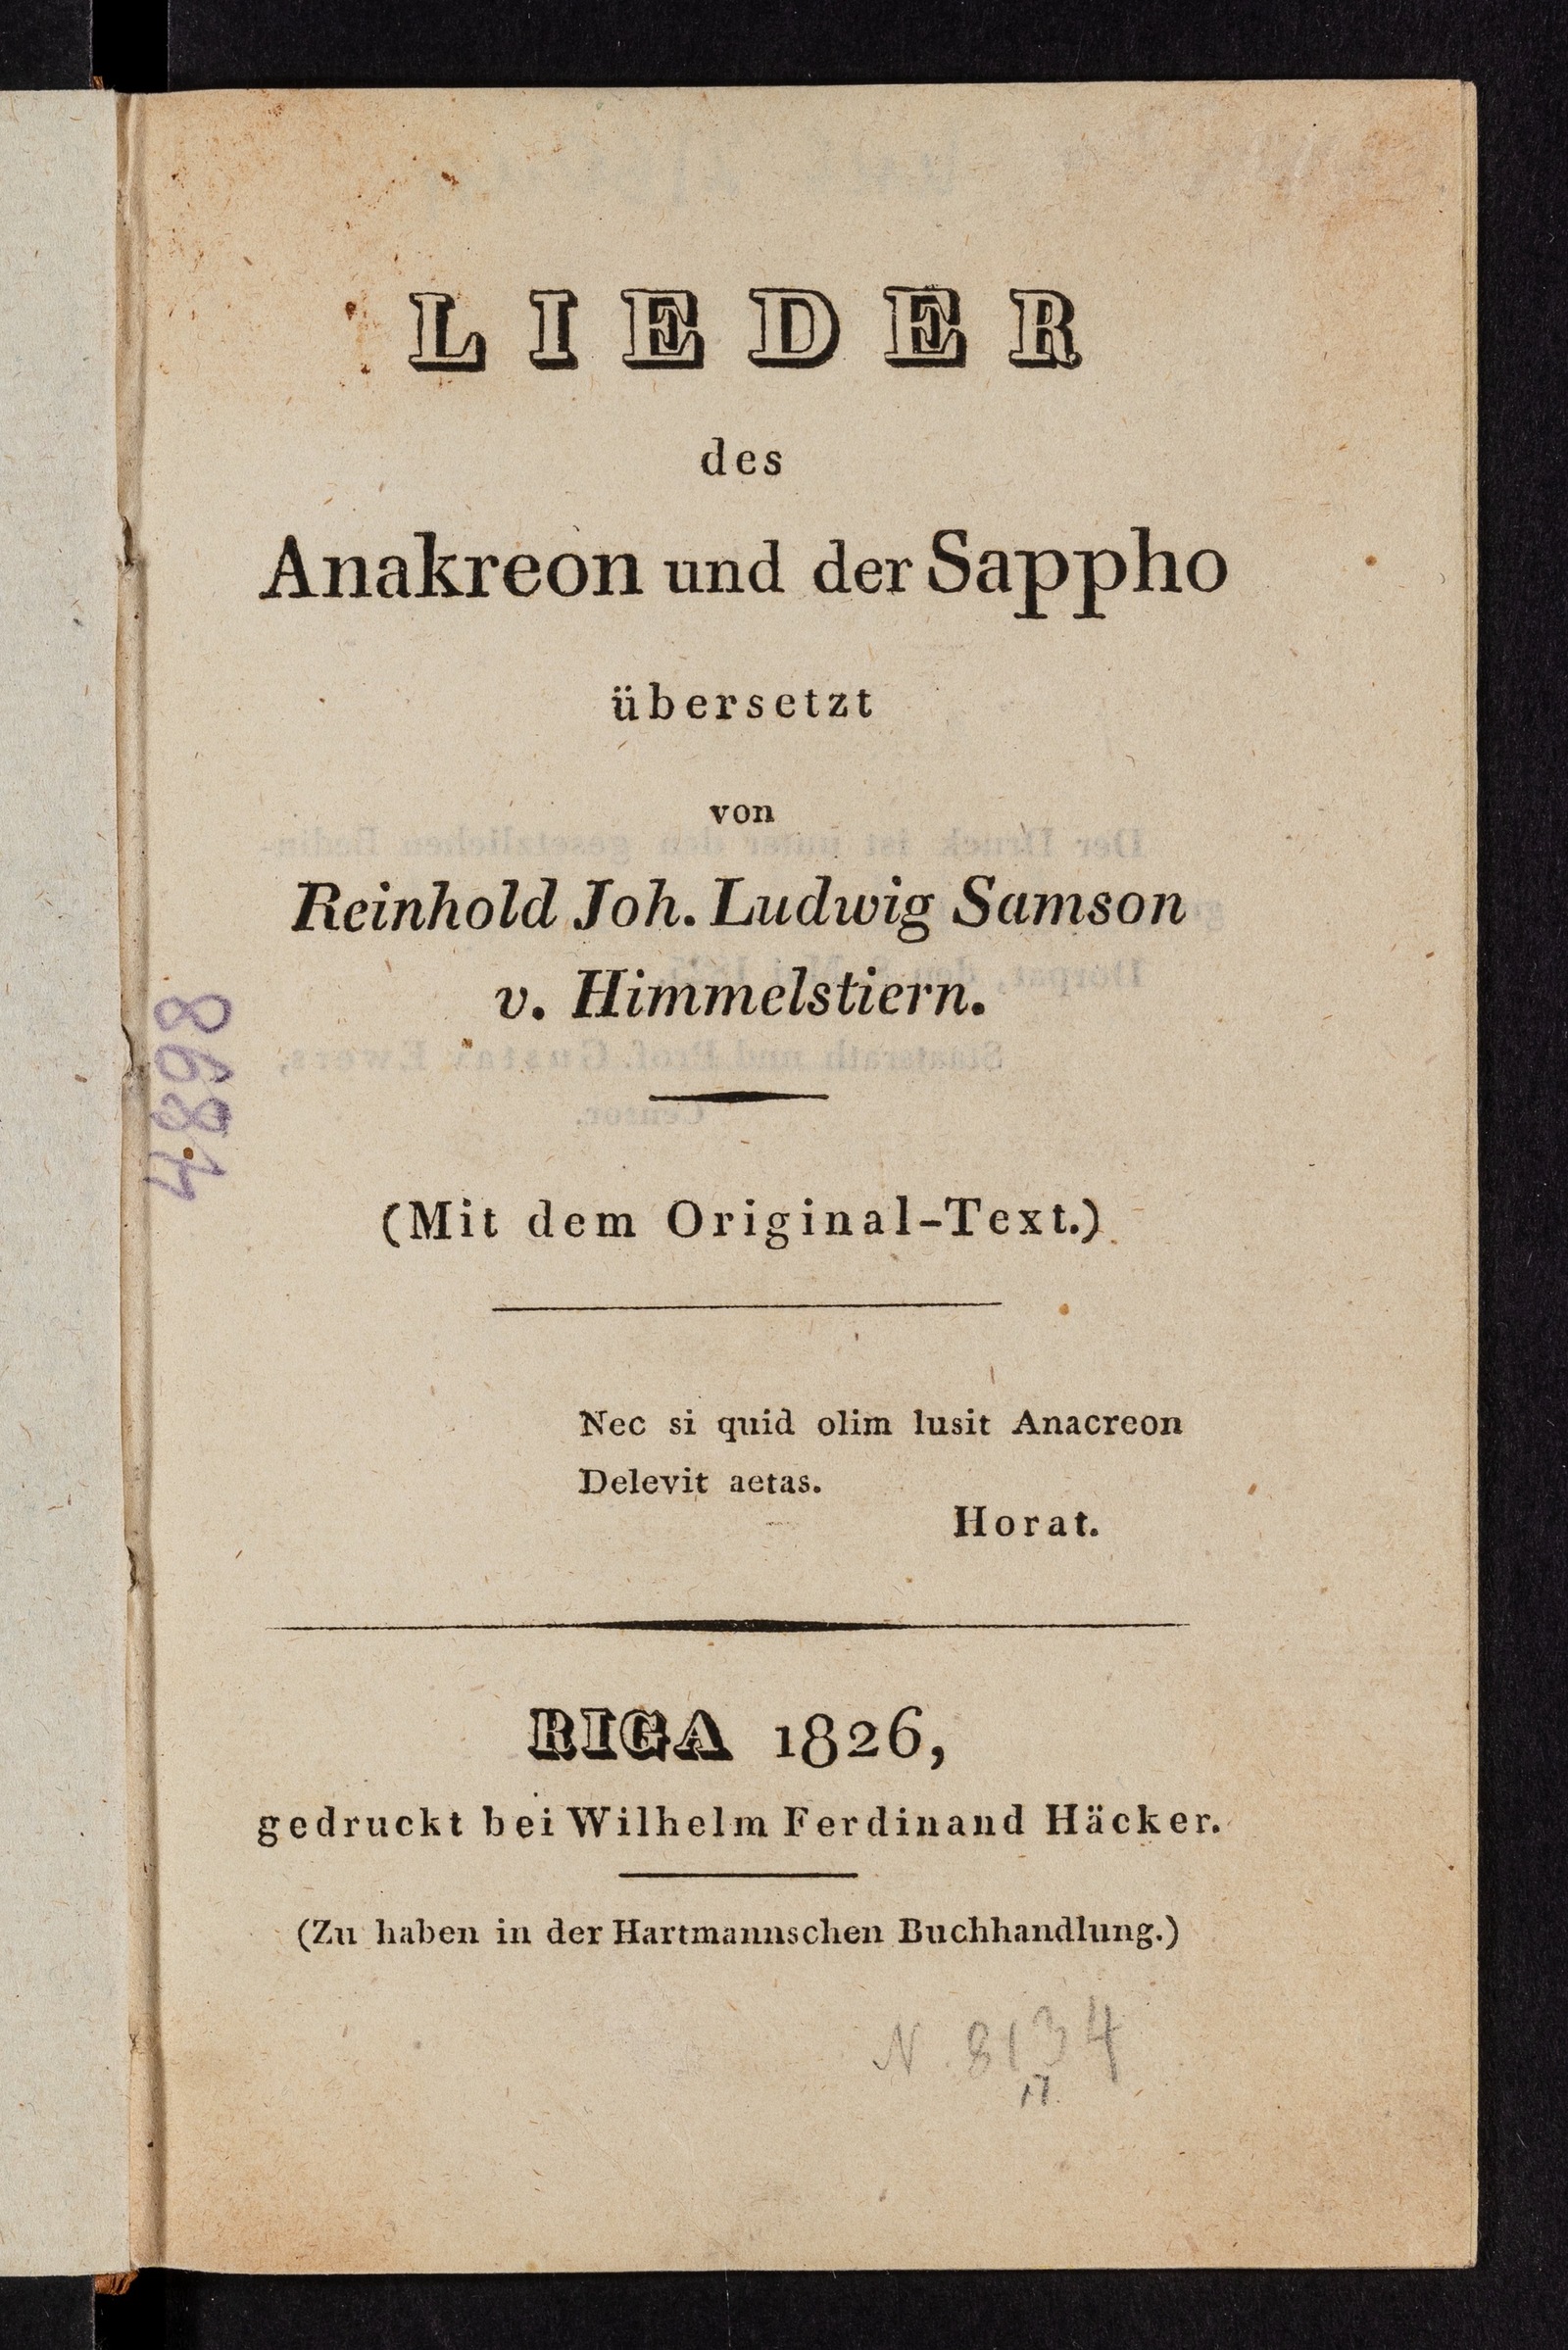 LIEDER
des
Anakreon und der Sappho
übersetzt
von
Reinhold Joh. Ludwig Samson
v. Himmelstiern.
4898
(Mit dem Original-Text.)
Nec si quid olim lusit Anacreon
Delevit aetas.
Horat.
RIGA 1826,
gedruckt bei Wilhelm Ferdinand Häcker.
(Zu haben in der Hartmannschen Buchhandlung.)
N. 8134